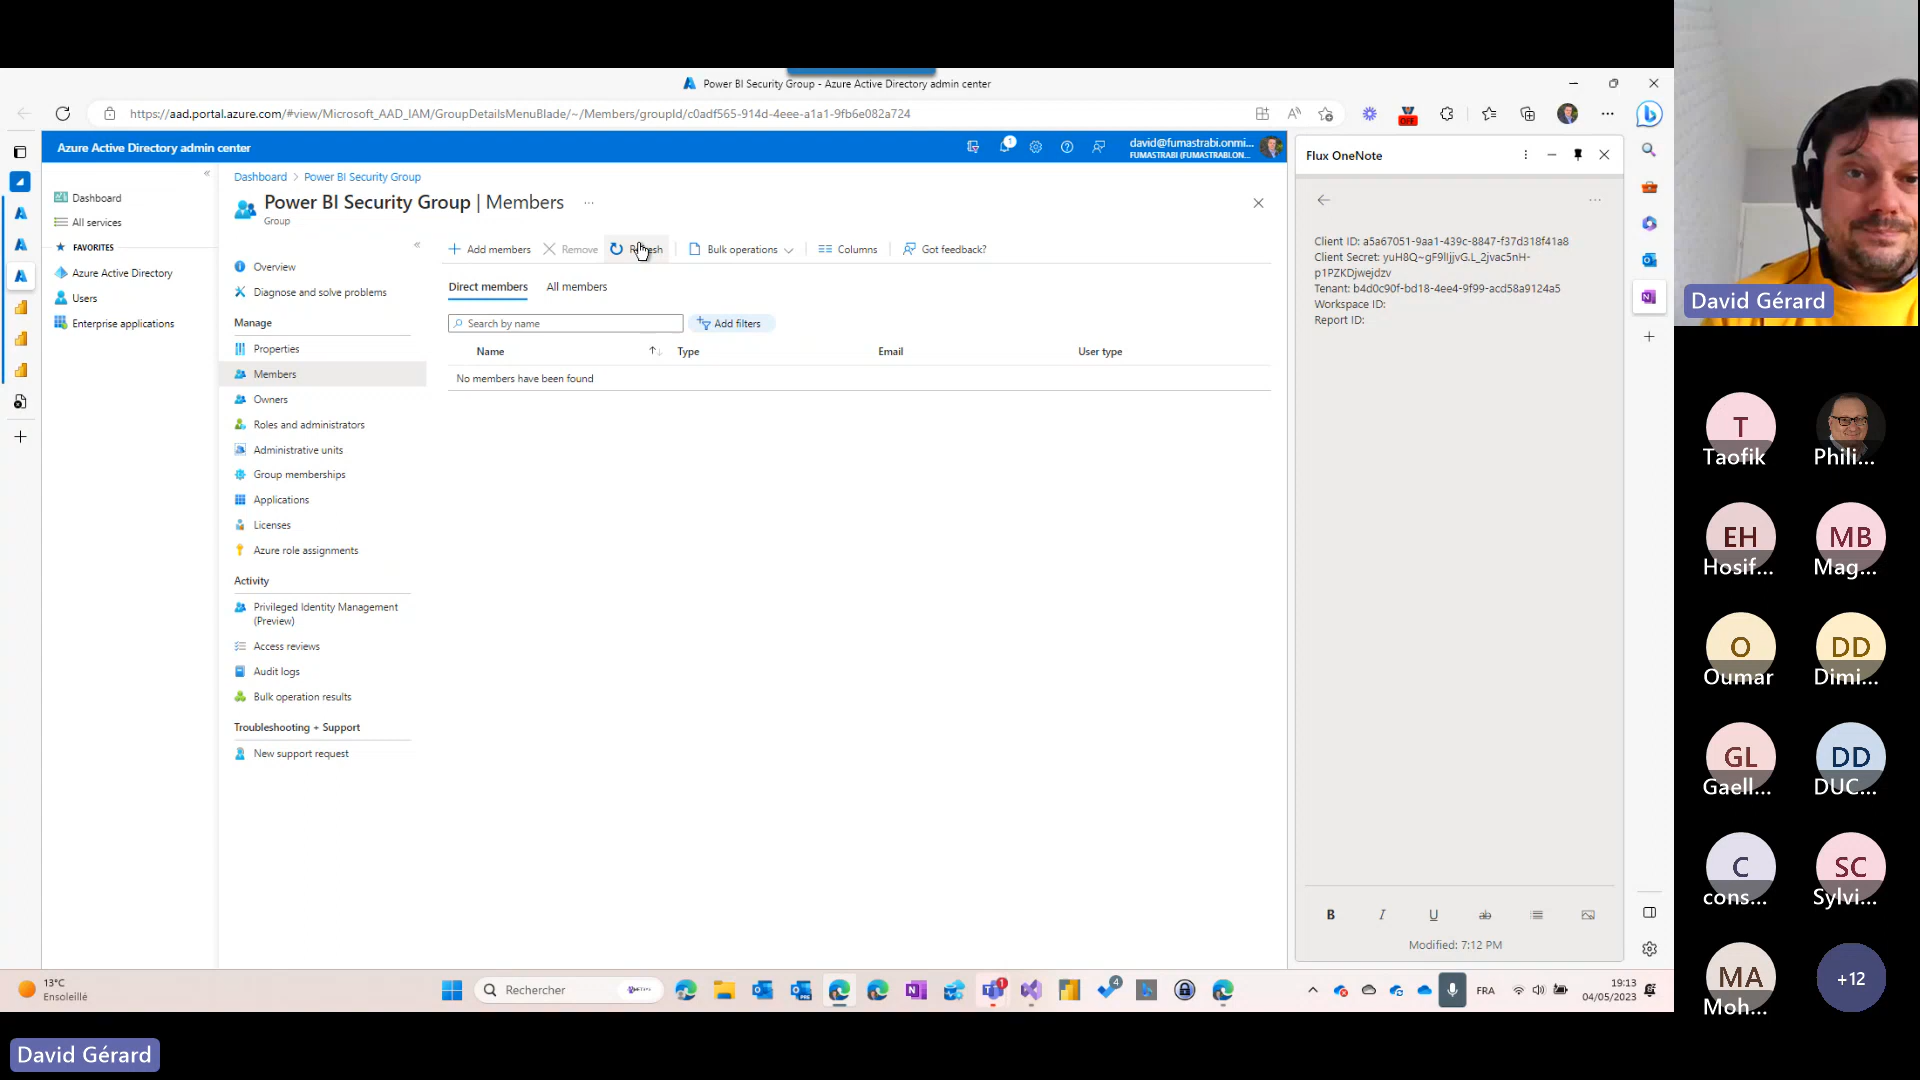 Power BI Security Group - Azure Active Directory admin center
https://aad.portal.azure.com/#view/Microsoft_AAD_IAM/GroupDetailsMenuBlade/~/Members/groupId/c0adf565-914d-4eee-a1a1-9fb6e082a724
OFF
Azure Active Directory admin center
1
david@fumastrabi.onmi...
FUMASTRABI (FUMASTRABI.ON...
Dashboard
All services
FAVORITES
Azure Active Directory
Users
Enterprise applications
Dashboard > Power BI Security Group
Power BI Security Group | Members ...
Group
Overview
Diagnose and solve problems
Manage
Properties
Members
Owners
Roles and administrators
Administrative units
Group memberships
Applications
Licenses
Azure role assignments
Activity
Privileged Identity Management
(Preview)
Access reviews
Audit logs
Bulk operation results
Troubleshooting + Support
New support request
Add members Remove Refresh Bulk operations Columns Got feedback?
Direct members All members
Search by name Add filters
Name Type Email User type
No members have been found
Flux OneNote
Client ID: a5a67051-9aa1-439c-8847-f37d318f41a8
Client Secret: yuH8Q~gF9lIjjvG.L_2jvac5nH-
p1PZKDjwejdzv
Tenant: b4d0c90f-bd18-4ee4-9f99-acd58a9124a5
Workspace ID:
Report ID:
B I U ab
Modified: 7:12 PM
13°C
Ensoleillé
Rechercher
1
4
FRA
19:13
04/05/2023
David Gérard
T
Taofik
Phili...
EH
Hosif...
MB
Mag...
O
Oumar
DD
Dimi...
GL
Gaell...
DD
DUC...
C
cons...
SC
Sylvi...
MA
Moh...
+12
David Gérard